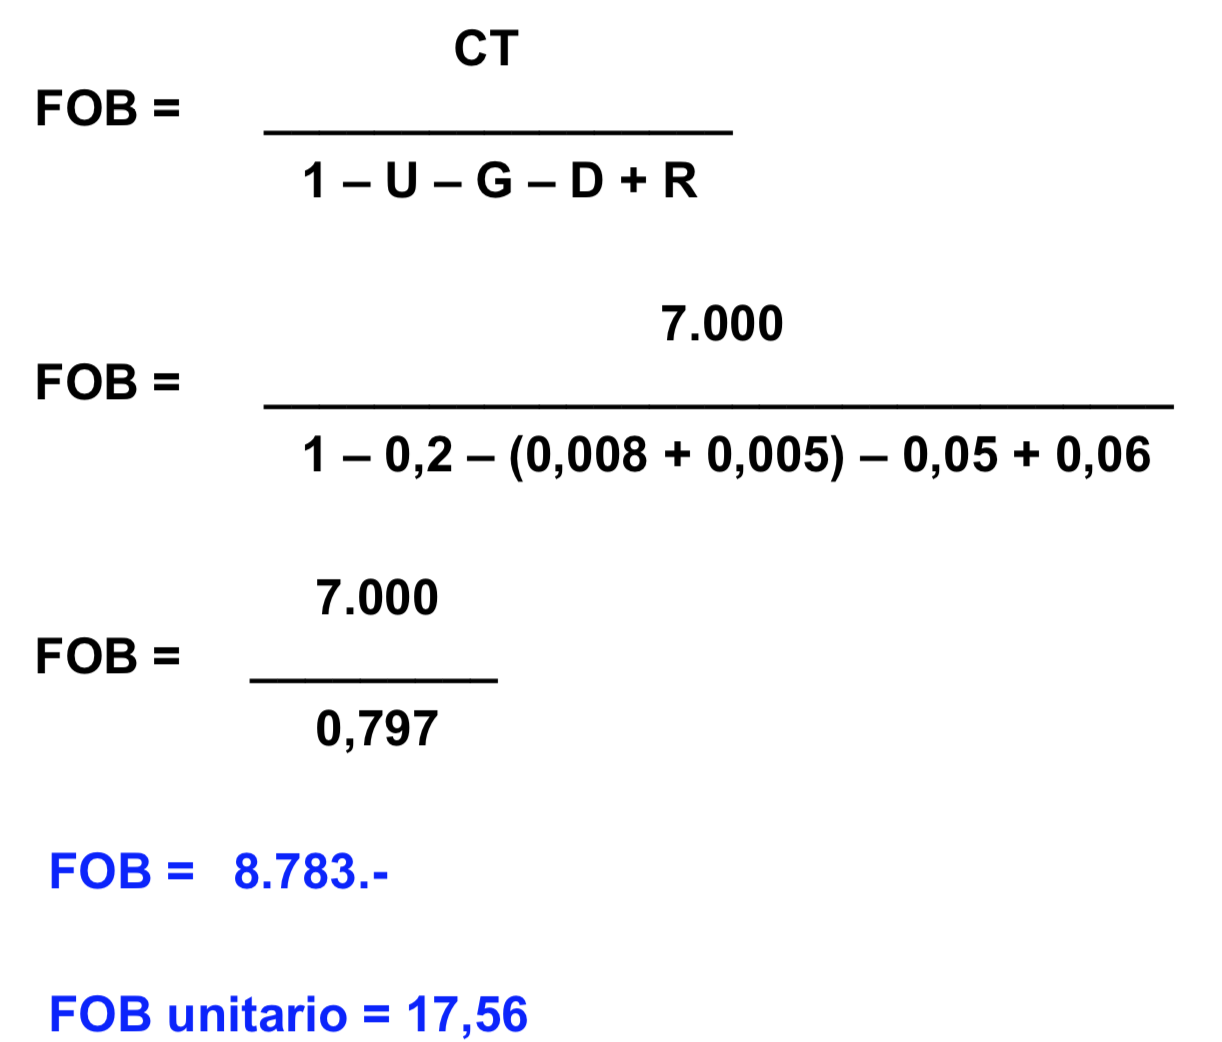 CT
FOB =
1 – U – G – D + R
7.000
FOB =
1 – 0,2 – (0,008 + 0,005) – 0,05 + 0,06
7.000
FOB =
0,797
FOB = 8.783.-
FOB unitario = 17,56